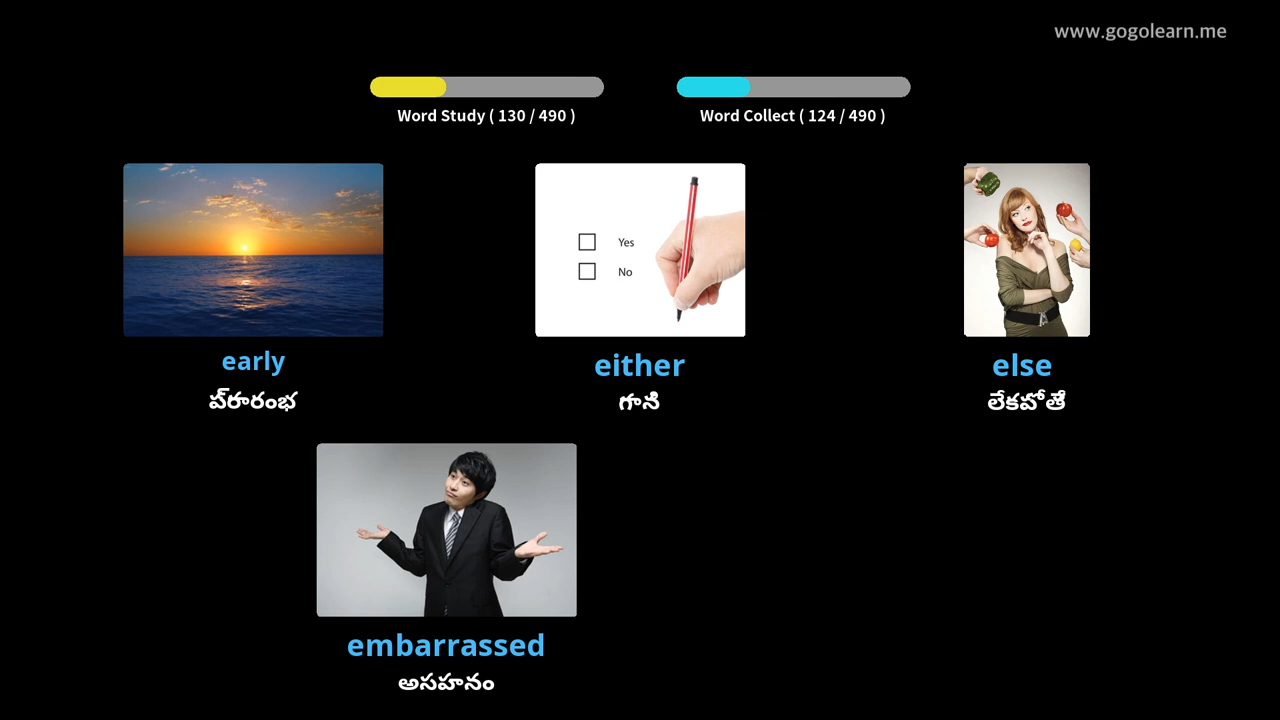 www.gogolearn.me
Word Study ( 130 / 490 )
Word Collect ( 124 / 490 )
Yes
No
early
either
else
ప్రారంభ
గాని
లేకపోతే
embarrassed
అసహనం